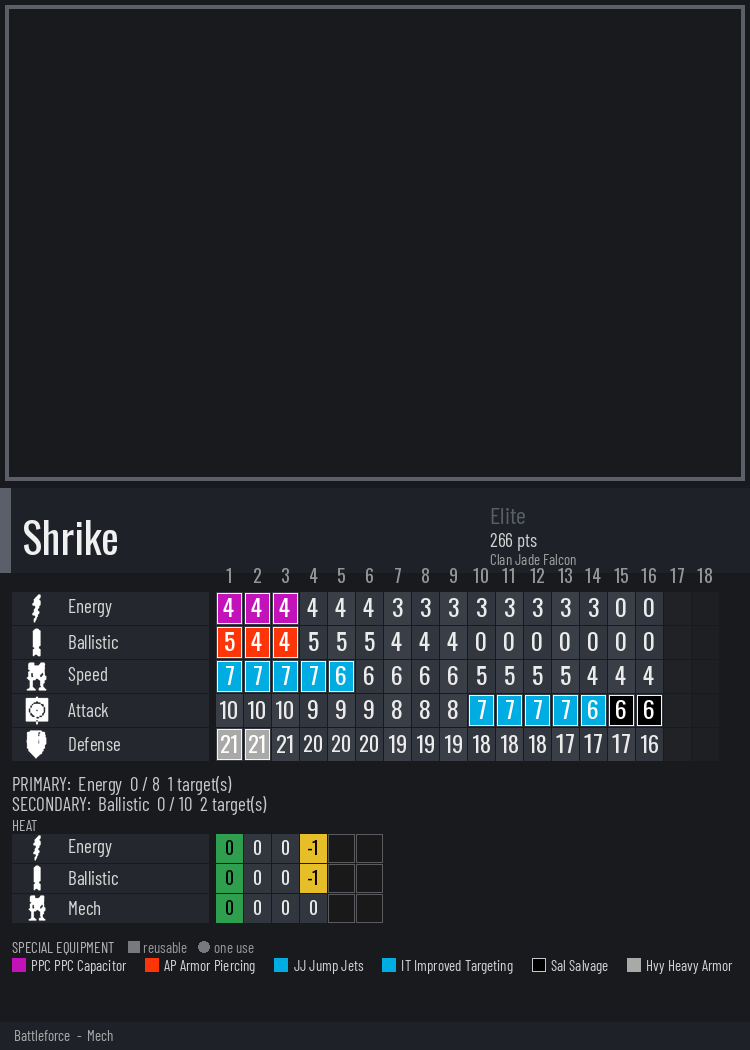 Shrike
Elite
266 pts
Clan Jade Falcon
1 2 3 4 5 6 7 8 9 10 11 12 13 14 15 16 17 18
Energy 4 4 4 4 4 4 3 3 3 3 3 3 3 3 0 0
Ballistic 5 4 4 5 5 5 4 4 4 0 0 0 0 0 0 0
Speed 7 7 7 7 6 6 6 6 6 5 5 5 5 4 4 4
Attack 10 10 10 9 9 9 8 8 8 7 7 7 7 6 6 6
Defense 21 21 21 20 20 20 19 19 19 18 18 18 17 17 17 16
PRIMARY: Energy 0 / 8 1 target(s)
SECONDARY: Ballistic 0 / 10 2 target(s)
HEAT
Energy 0 0 0 -1
Ballistic 0 0 0 -1
Mech 0 0 0 0
SPECIAL EQUIPMENT reusable one use
PPC PPC Capacitor AP Armor Piercing JJ Jump Jets IT Improved Targeting Sal Salvage Hvy Heavy Armor
Battleforce - Mech